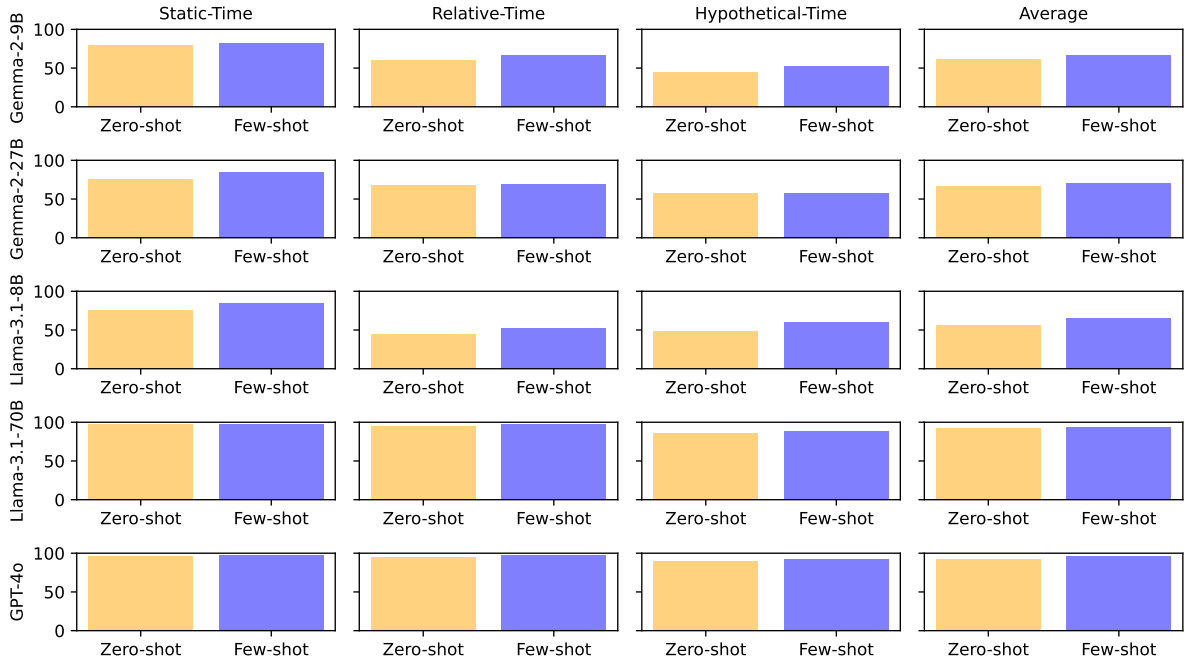 Static-Time Relative-Time Hypothetical-Time Average
Gemma-2-9B
100
50
0
Zero-shot Few-shot Zero-shot Few-shot Zero-shot Few-shot Zero-shot Few-shot
Gemma-2-27B
100
50
0
Zero-shot Few-shot Zero-shot Few-shot Zero-shot Few-shot Zero-shot Few-shot
Llama-3.1-8B
100
50
0
Zero-shot Few-shot Zero-shot Few-shot Zero-shot Few-shot Zero-shot Few-shot
Llama-3.1-70B
100
50
0
Zero-shot Few-shot Zero-shot Few-shot Zero-shot Few-shot Zero-shot Few-shot
GPT-4o
100
50
0
Zero-shot Few-shot Zero-shot Few-shot Zero-shot Few-shot Zero-shot Few-shot